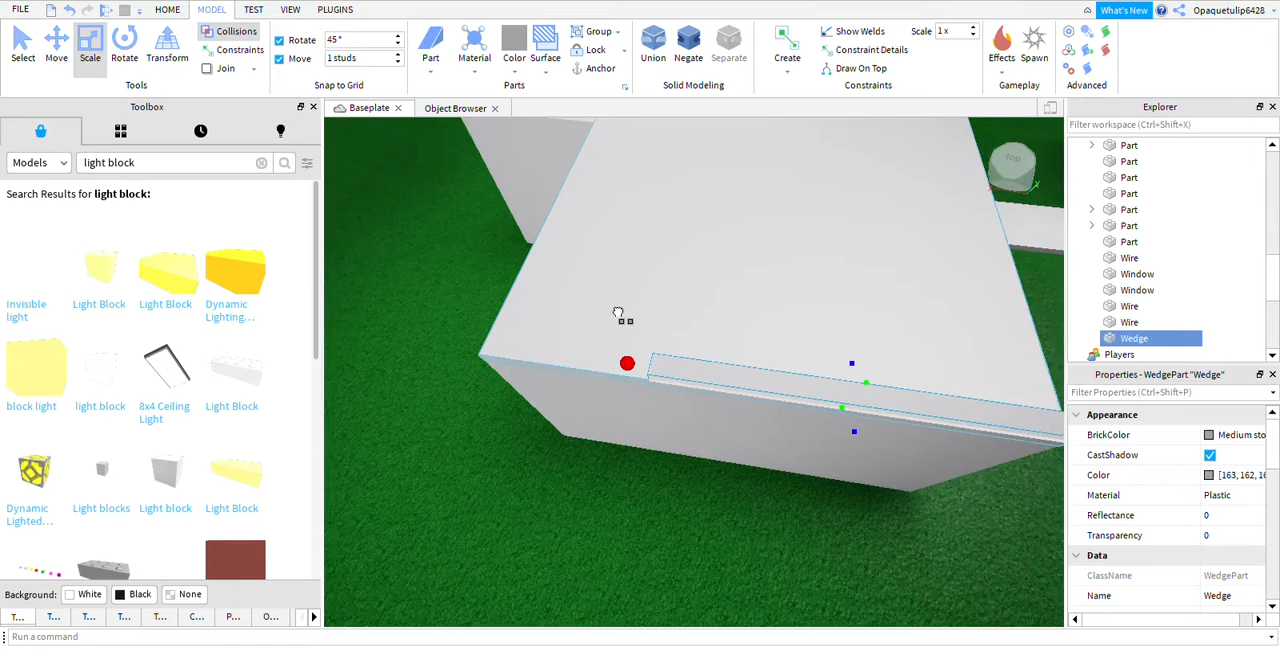 FILE HOME MODEL TEST VIEW PLUGINS What's New Opaquetulip6428
Select Move Scale Rotate Transform Collisions Constraints Join Rotate 45° Move 1 studs Part Material Color Surface Group Lock Anchor Union Negate Separate Create Show Welds Scale 1 x Constraint Details Draw On Top Effects Spawn
Tools Snap to Grid Parts Solid Modeling Constraints Gameplay Advanced
Toolbox
Baseplate Object Browser
Explorer
Filter workspace (Ctrl+Shift+X)
Models light block
Search Results for light block:
Invisible light
Light Block
Light Block
Dynamic Lighting...
block light
light block
8x4 Ceiling Light
Light Block
Dynamic Lighted...
Light blocks
Light block
Light Block
Background: White Black None
T... T... T... T... T... C... P... O...
Run a command
top
Part
Part
Part
Part
Part
Part
Part
Wire
Window
Window
Wire
Wire
Wedge
Players
Properties - WedgePart "Wedge"
Filter Properties (Ctrl+Shift+P)
Appearance
BrickColor Medium sto
CastShadow
Color [163, 162, 16
Material Plastic
Reflectance 0
Transparency 0
Data
ClassName WedgePart
Name Wedge